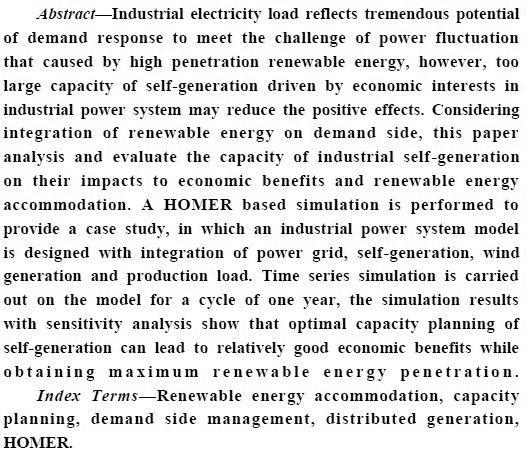 Abstract—Industrial electricity load reflects tremendous potential
of demand response to meet the challenge of power fluctuation
that caused by high penetration renewable energy, however, too
large capacity of self-generation driven by economic interests in
industrial power system may reduce the positive effects. Considering
integration of renewable energy on demand side, this paper
analysis and evaluate the capacity of industrial self-generation
on their impacts to economic benefits and renewable energy
accommodation. A HOMER based simulation is performed to
provide a case study, in which an industrial power system model
is designed with integration of power grid, self-generation, wind
generation and production load. Time series simulation is carried
out on the model for a cycle of one year, the simulation results
with sensitivity analysis show that optimal capacity planning of
self-generation can lead to relatively good economic benefits while
obtaining maximum renewable energy penetration.
Index Terms—Renewable energy accommodation, capacity
planning, demand side management, distributed generation,
HOMER.